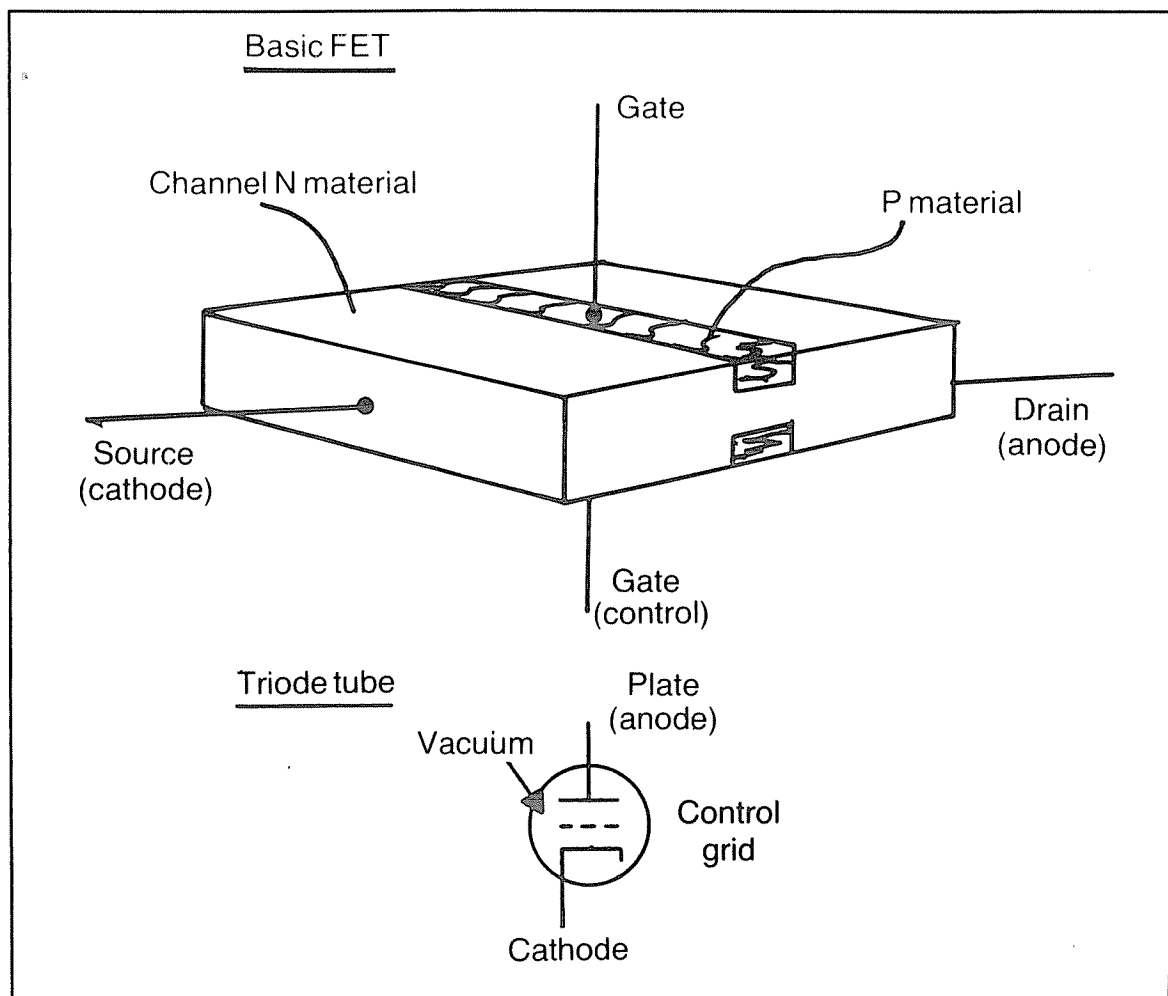 Basic FET
Gate
Channel N material
P material
Source
(cathode)
Drain
(anode)
Gate
(control)
Triode tube
Plate
(anode)
Vacuum
Control
grid
Cathode